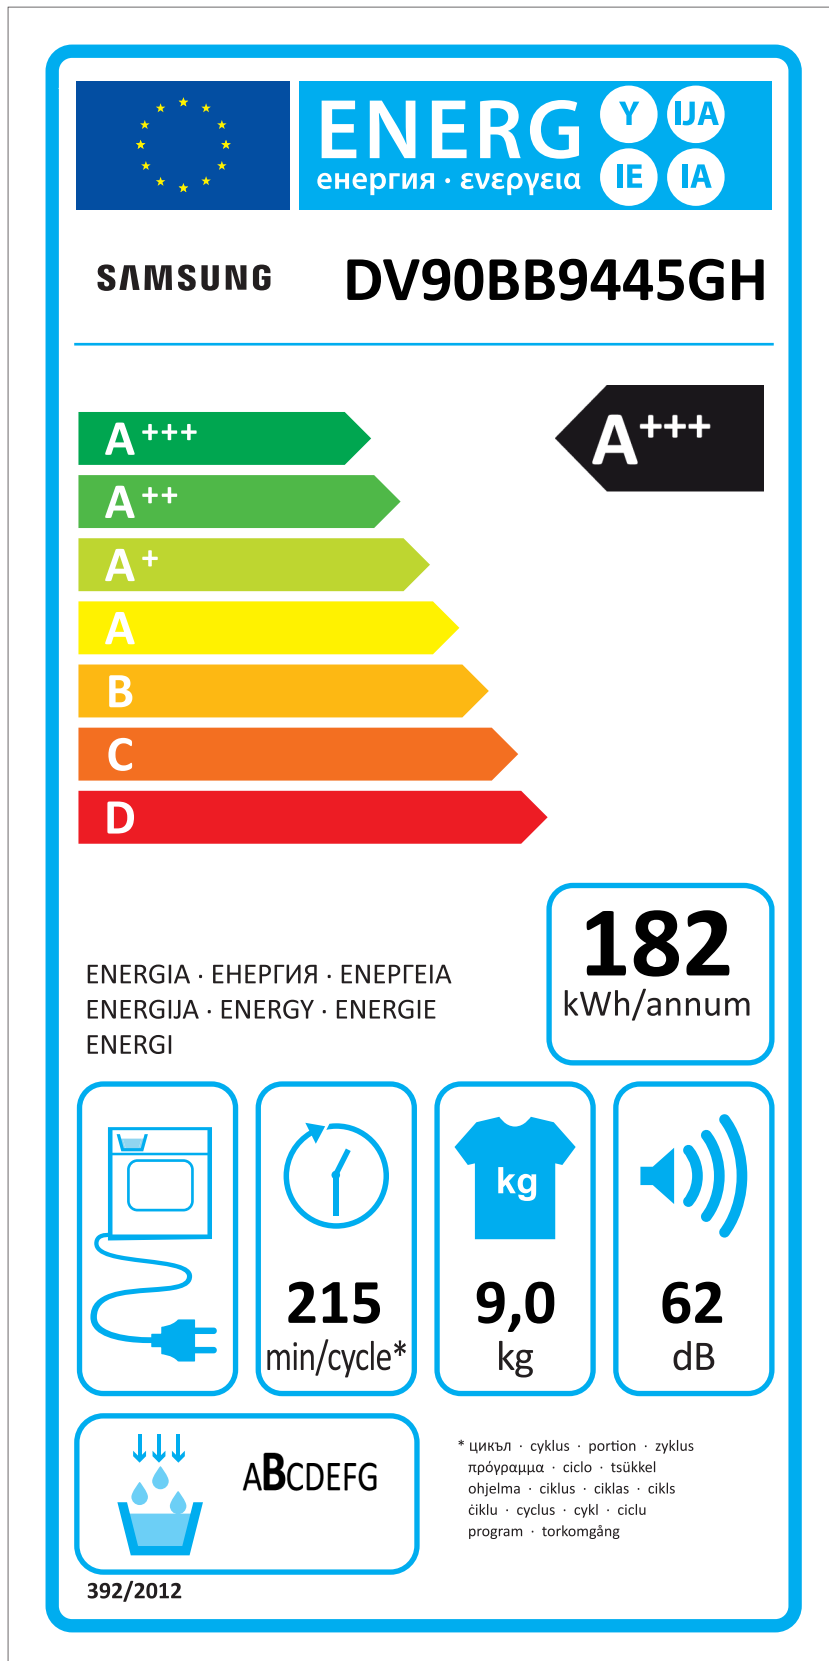 ENERG Y IJA
енергия · ενεργεια IE IA
SAMSUNG DV90BB9445GH
A+++ A+++
A++
A+
A
B
C
D
182
kWh/annum
ENERGIA · ЕНЕРГИЯ · ΕΝΕΡΓΕΙΑ
ENERGIJA · ENERGY · ENERGIE
ENERGI
kg
215 9,0 62
min/cycle* kg dB
ABCDEFG
* цикъл · cyklus · portion · zyklus
πρόγραμμα · ciclo · tsükkel
ohjelma · ciklus · ciklas · cikls
ċiklu · cyclus · cykl · ciclu
program · torkomgång
392/2012